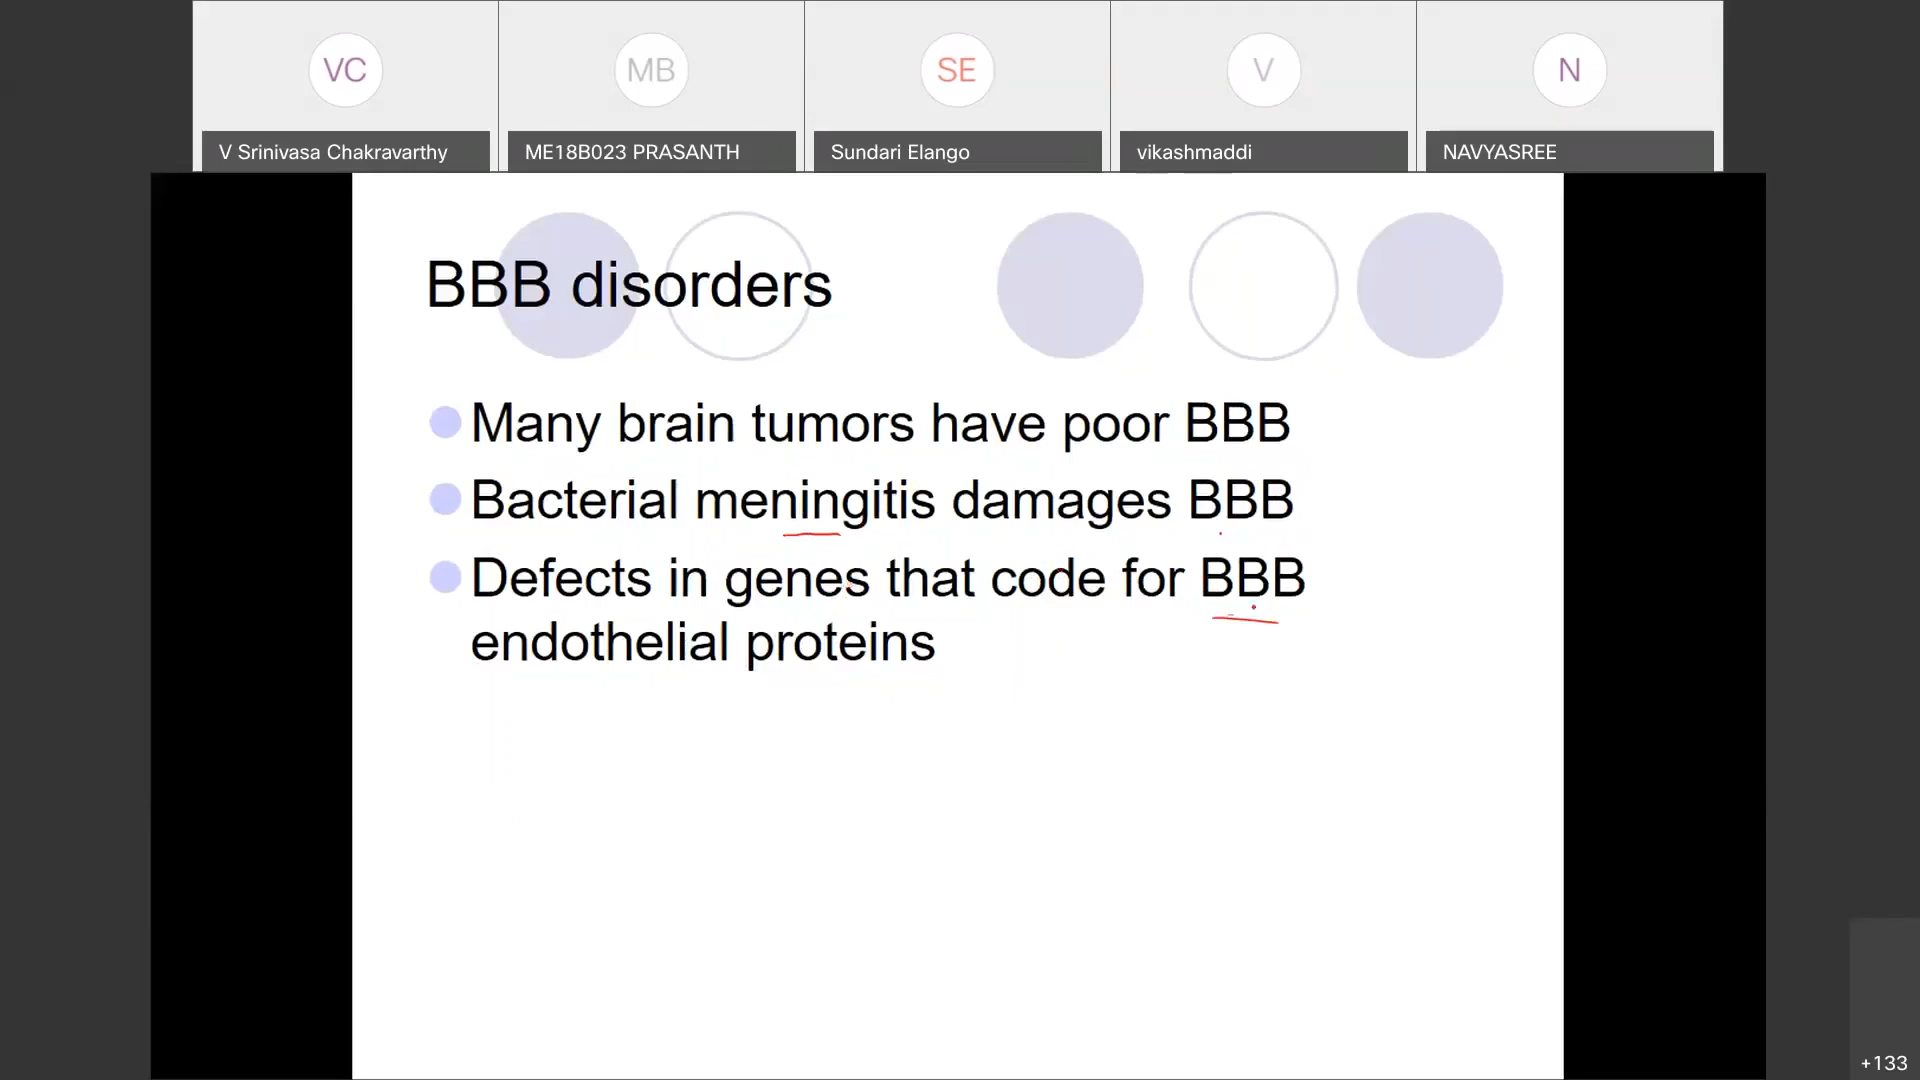 VC
MB
SE
V
N
V Srinivasa Chakravarthy
ME18B023 PRASANTH
Sundari Elango
vikashmaddi
NAVYASREE
BBB disorders
Many brain tumors have poor BBB
Bacterial meningitis damages BBB
Defects in genes that code for BBB
endothelial proteins
+133